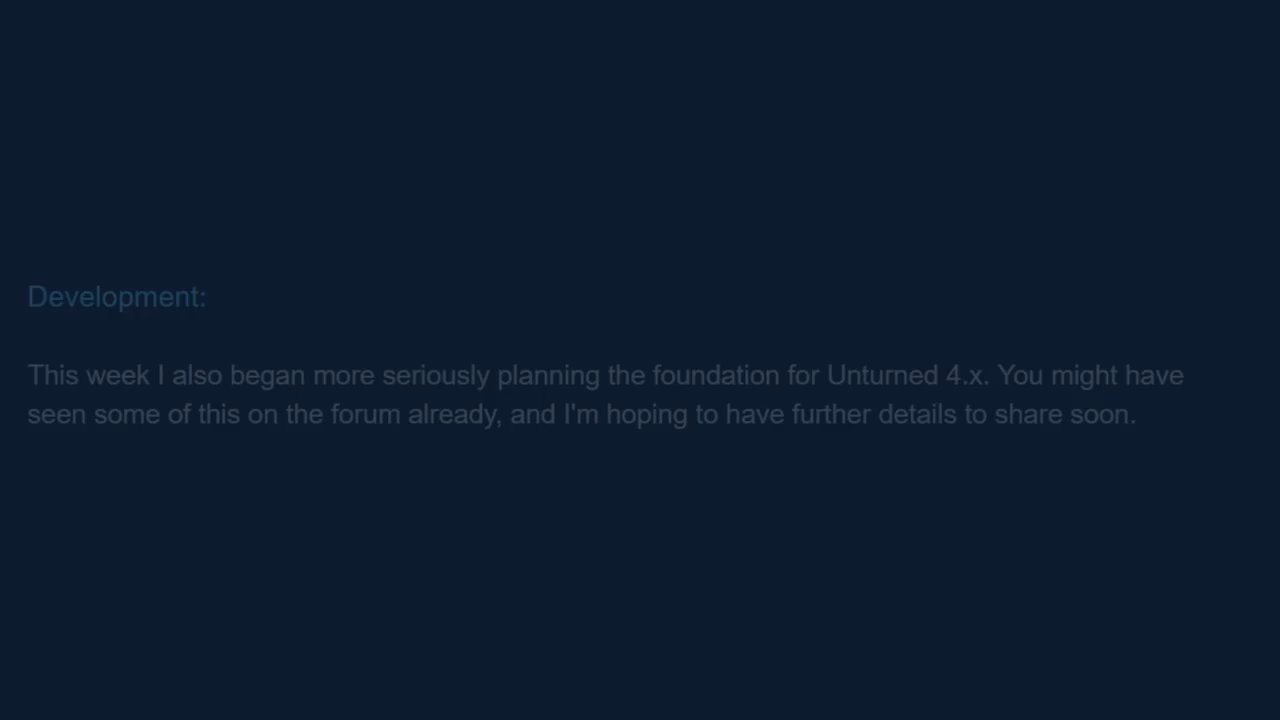 Development:
This week I also began more seriously planning the foundation for Unturned 4.x. You might have
seen some of this on the forum already, and I'm hoping to have further details to share soon.